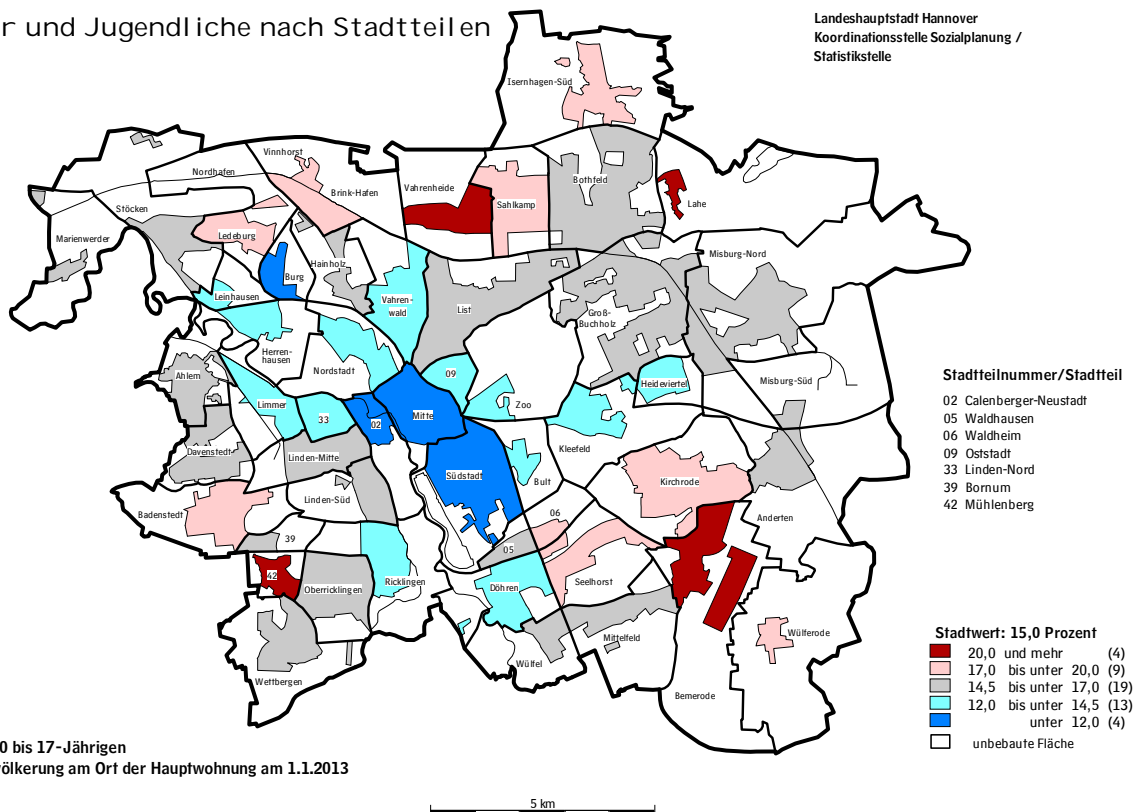 r und Jugendliche nach Stadtteilen
Landeshauptstadt Hannover
Koordinationsstelle Sozialplanung /
Statistikstelle
Isernhagen-Süd
Vinnhorst
Nordhafen
Brink-Hafen
Vahrenheide
Sahlkamp
Bothfeld
Lahe
Stöcken
Marienwerder
Ledeburg
Burg
Hainholz
Leinhausen
Vahren-
wald
List
Groß-
Buchholz
Misburg-Nord
Herren-
hausen
Nordstadt
Ahlem
Limmer
33
02
Mitte
09
Zoo
Heideviertel
Misburg-Süd
Kleefeld
Davenstedt
Linden-Mitte
Linden-Süd
Südstadt
Bult
Kirchrode
Badenstedt
39
06
05
Anderten
42
Oberricklingen
Ricklingen
Döhren
Seelhorst
Mittelfeld
Wülfel
Wettbergen
Bemerode
Wülferode
Stadtteilnummer/Stadtteil
02 Calenberger-Neustadt
05 Waldhausen
06 Waldheim
09 Oststadt
33 Linden-Nord
39 Bornum
42 Mühlenberg
Stadtwert: 15,0 Prozent
20,0 und mehr (4)
17,0 bis unter 20,0 (9)
14,5 bis unter 17,0 (19)
12,0 bis unter 14,5 (13)
unter 12,0 (4)
unbebaute Fläche
0 bis 17-Jährigen
völkerung am Ort der Hauptwohnung am 1.1.2013
5 km